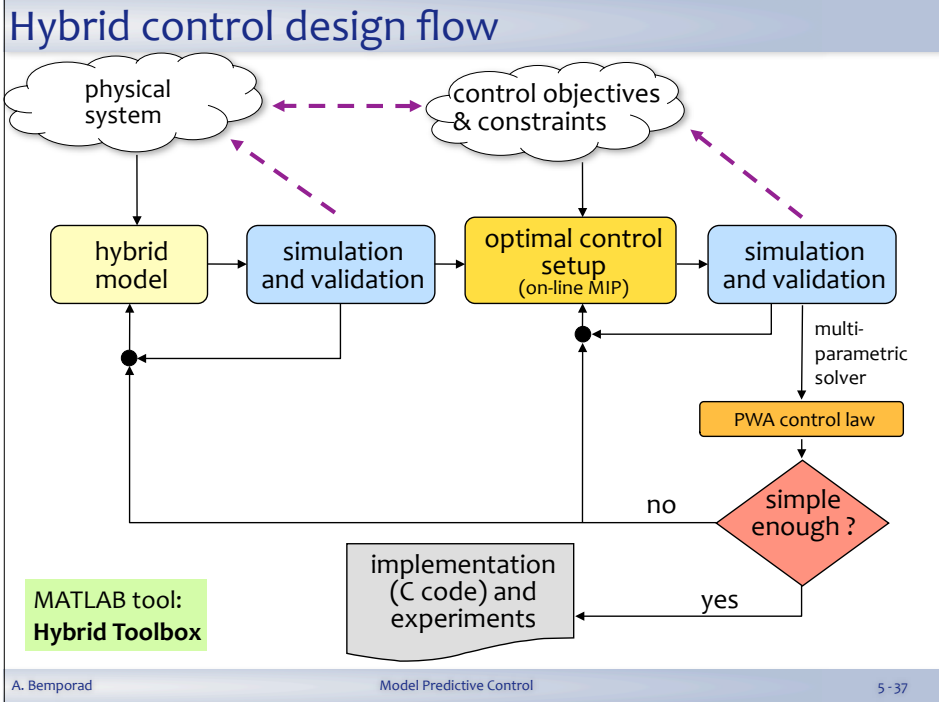 Hybrid control design flow
physical
system
control objectives
& constraints
hybrid
model
simulation
and validation
optimal control
setup
(on-line MIP)
simulation
and validation
multi-
parametric
solver
PWA control law
simple
enough ?
no
yes
implementation
(C code) and
experiments
MATLAB tool:
Hybrid Toolbox
A. Bemporad
Model Predictive Control
5 - 37